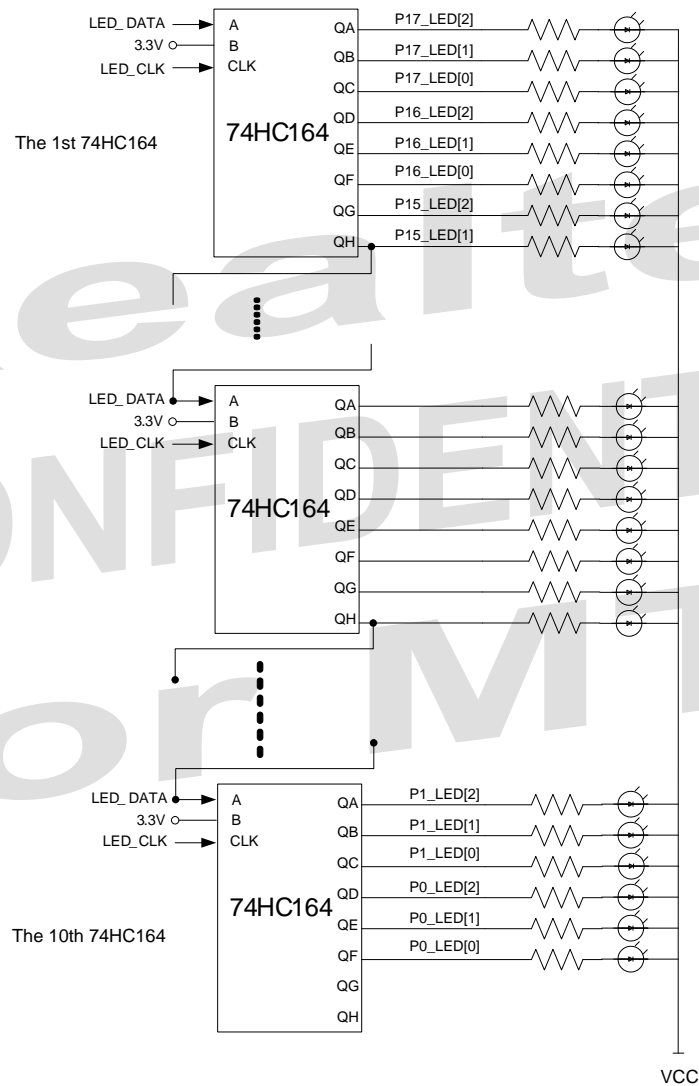 LED_DATA A QA P17_LED[2]
3.3V B QB P17_LED[1]
LED_CLK CLK QC P17_LED[0]
QD P16_LED[2]
The 1st 74HC164 74HC164 QE P16_LED[1]
QF P16_LED[0]
QG P15_LED[2]
QH P15_LED[1]
LED_DATA A QA
3.3V B QB
LED_CLK CLK QC
74HC164 QD
QE
QF
QG
QH
LED_DATA A QA P1_LED[2]
3.3V B QB P1_LED[1]
LED_CLK CLK QC P1_LED[0]
74HC164 QD P0_LED[2]
The 10th 74HC164 QE P0_LED[1]
QF P0_LED[0]
QG
QH
VCC